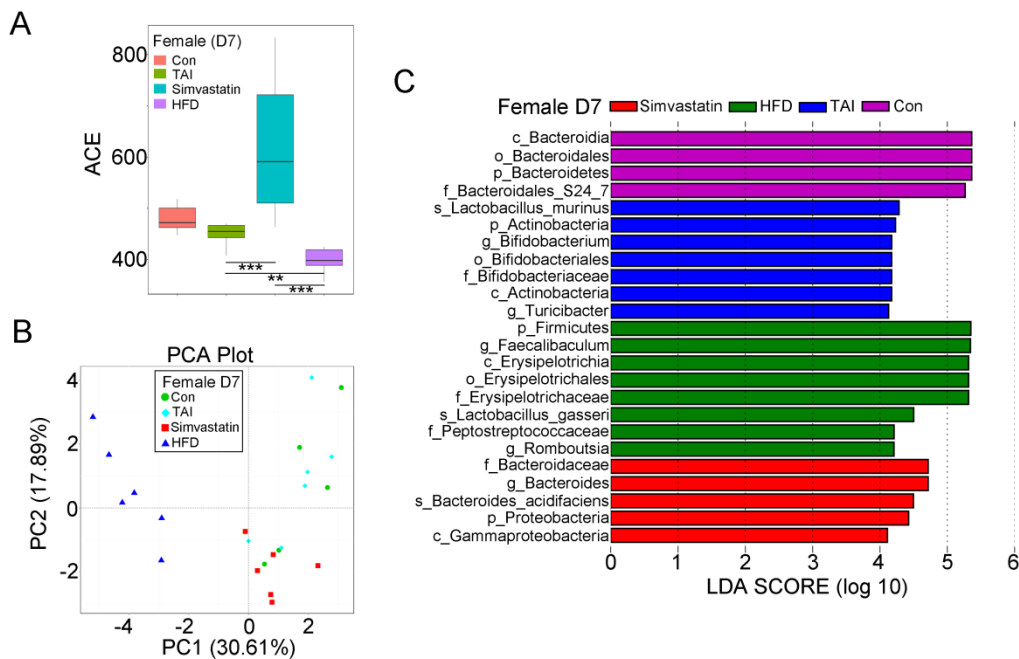 A
Female (D7)
Con
TAI
Simvastatin
HFD
ACE
800
600
400
***
**
***
B
PCA Plot
Female D7
Con
TAI
Simvastatin
HFD
PC2 (17.89%)
4
2
0
-2
-4 -2 0 2
PC1 (30.61%)
C
Female D7 Simvastatin HFD TAI Con
c_Bacteroidia
o_Bacteroidales
p_Bacteroidetes
f_Bacteroidales_S24_7
s_Lactobacillus_murinus
p_Actinobacteria
g_Bifidobacterium
o_Bifidobacteriales
f_Bifidobacteriaceae
c_Actinobacteria
g_Turicibacter
p_Firmicutes
g_Faecalibaculum
c_Erysipelotrichia
o_Erysipelotrichales
f_Erysipelotrichaceae
s_Lactobacillus_gasseri
f_Peptostreptococcaceae
g_Romboutsia
f_Bacteroidaceae
g_Bacteroides
s_Bacteroides_acidifaciens
p_Proteobacteria
c_Gammaproteobacteria
0 1 2 3 4 5 6
LDA SCORE (log 10)